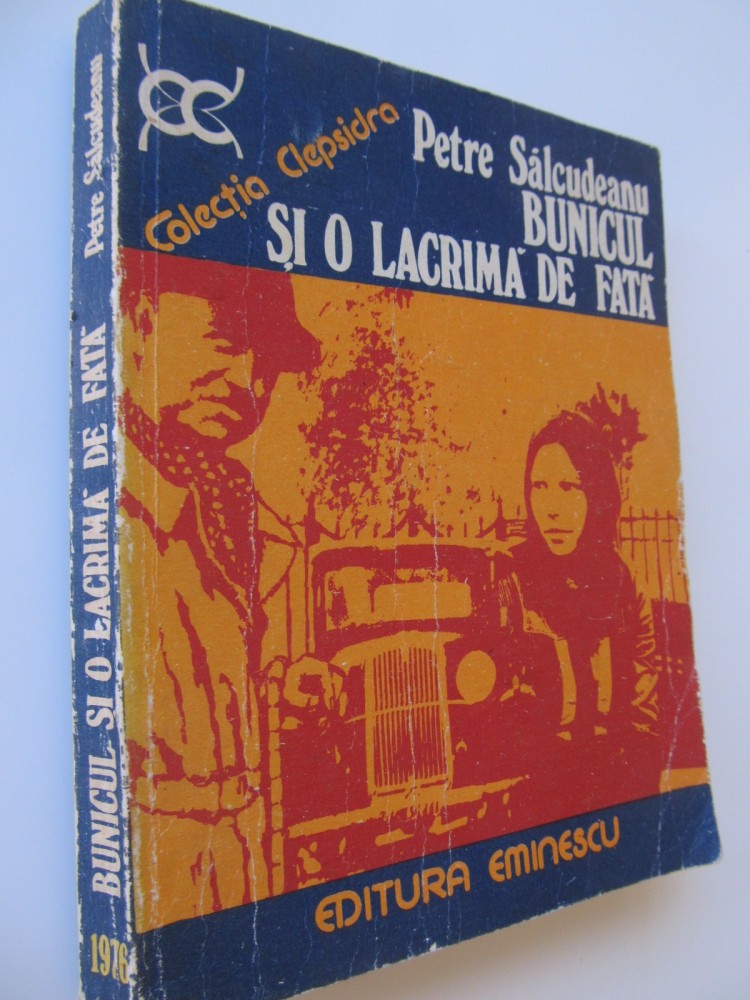 Colecția Clepsidra
Petre Sălcudeanu
BUNICUL
ȘI O LACRIMĂ DE FATĂ
EDITURA EMINESCU
Petre Sălcudeanu
BUNICUL ȘI O LACRIMĂ DE FATĂ
1976